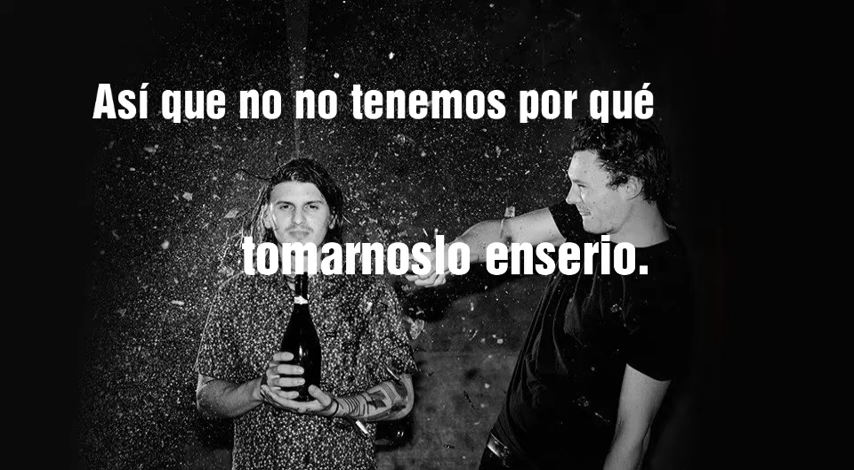 Así que no no tenemos por qué
tomarnoslo enserio.